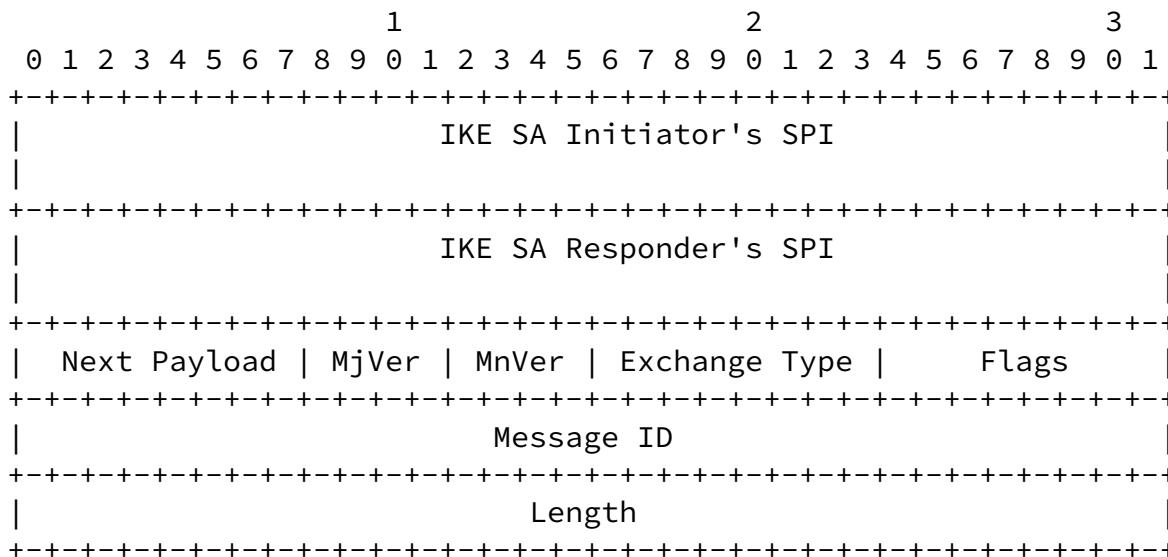 1                   2                   3
 0 1 2 3 4 5 6 7 8 9 0 1 2 3 4 5 6 7 8 9 0 1 2 3 4 5 6 7 8 9 0 1
+-+-+-+-+-+-+-+-+-+-+-+-+-+-+-+-+-+-+-+-+-+-+-+-+-+-+-+-+-+-+-+-+
|                       IKE SA Initiator's SPI                  |
|                                                               |
+-+-+-+-+-+-+-+-+-+-+-+-+-+-+-+-+-+-+-+-+-+-+-+-+-+-+-+-+-+-+-+-+
|                       IKE SA Responder's SPI                  |
|                                                               |
+-+-+-+-+-+-+-+-+-+-+-+-+-+-+-+-+-+-+-+-+-+-+-+-+-+-+-+-+-+-+-+-+
|  Next Payload | MjVer | MnVer | Exchange Type |     Flags     |
+-+-+-+-+-+-+-+-+-+-+-+-+-+-+-+-+-+-+-+-+-+-+-+-+-+-+-+-+-+-+-+-+
|                          Message ID                           |
+-+-+-+-+-+-+-+-+-+-+-+-+-+-+-+-+-+-+-+-+-+-+-+-+-+-+-+-+-+-+-+-+
|                            Length                             |
+-+-+-+-+-+-+-+-+-+-+-+-+-+-+-+-+-+-+-+-+-+-+-+-+-+-+-+-+-+-+-+-+